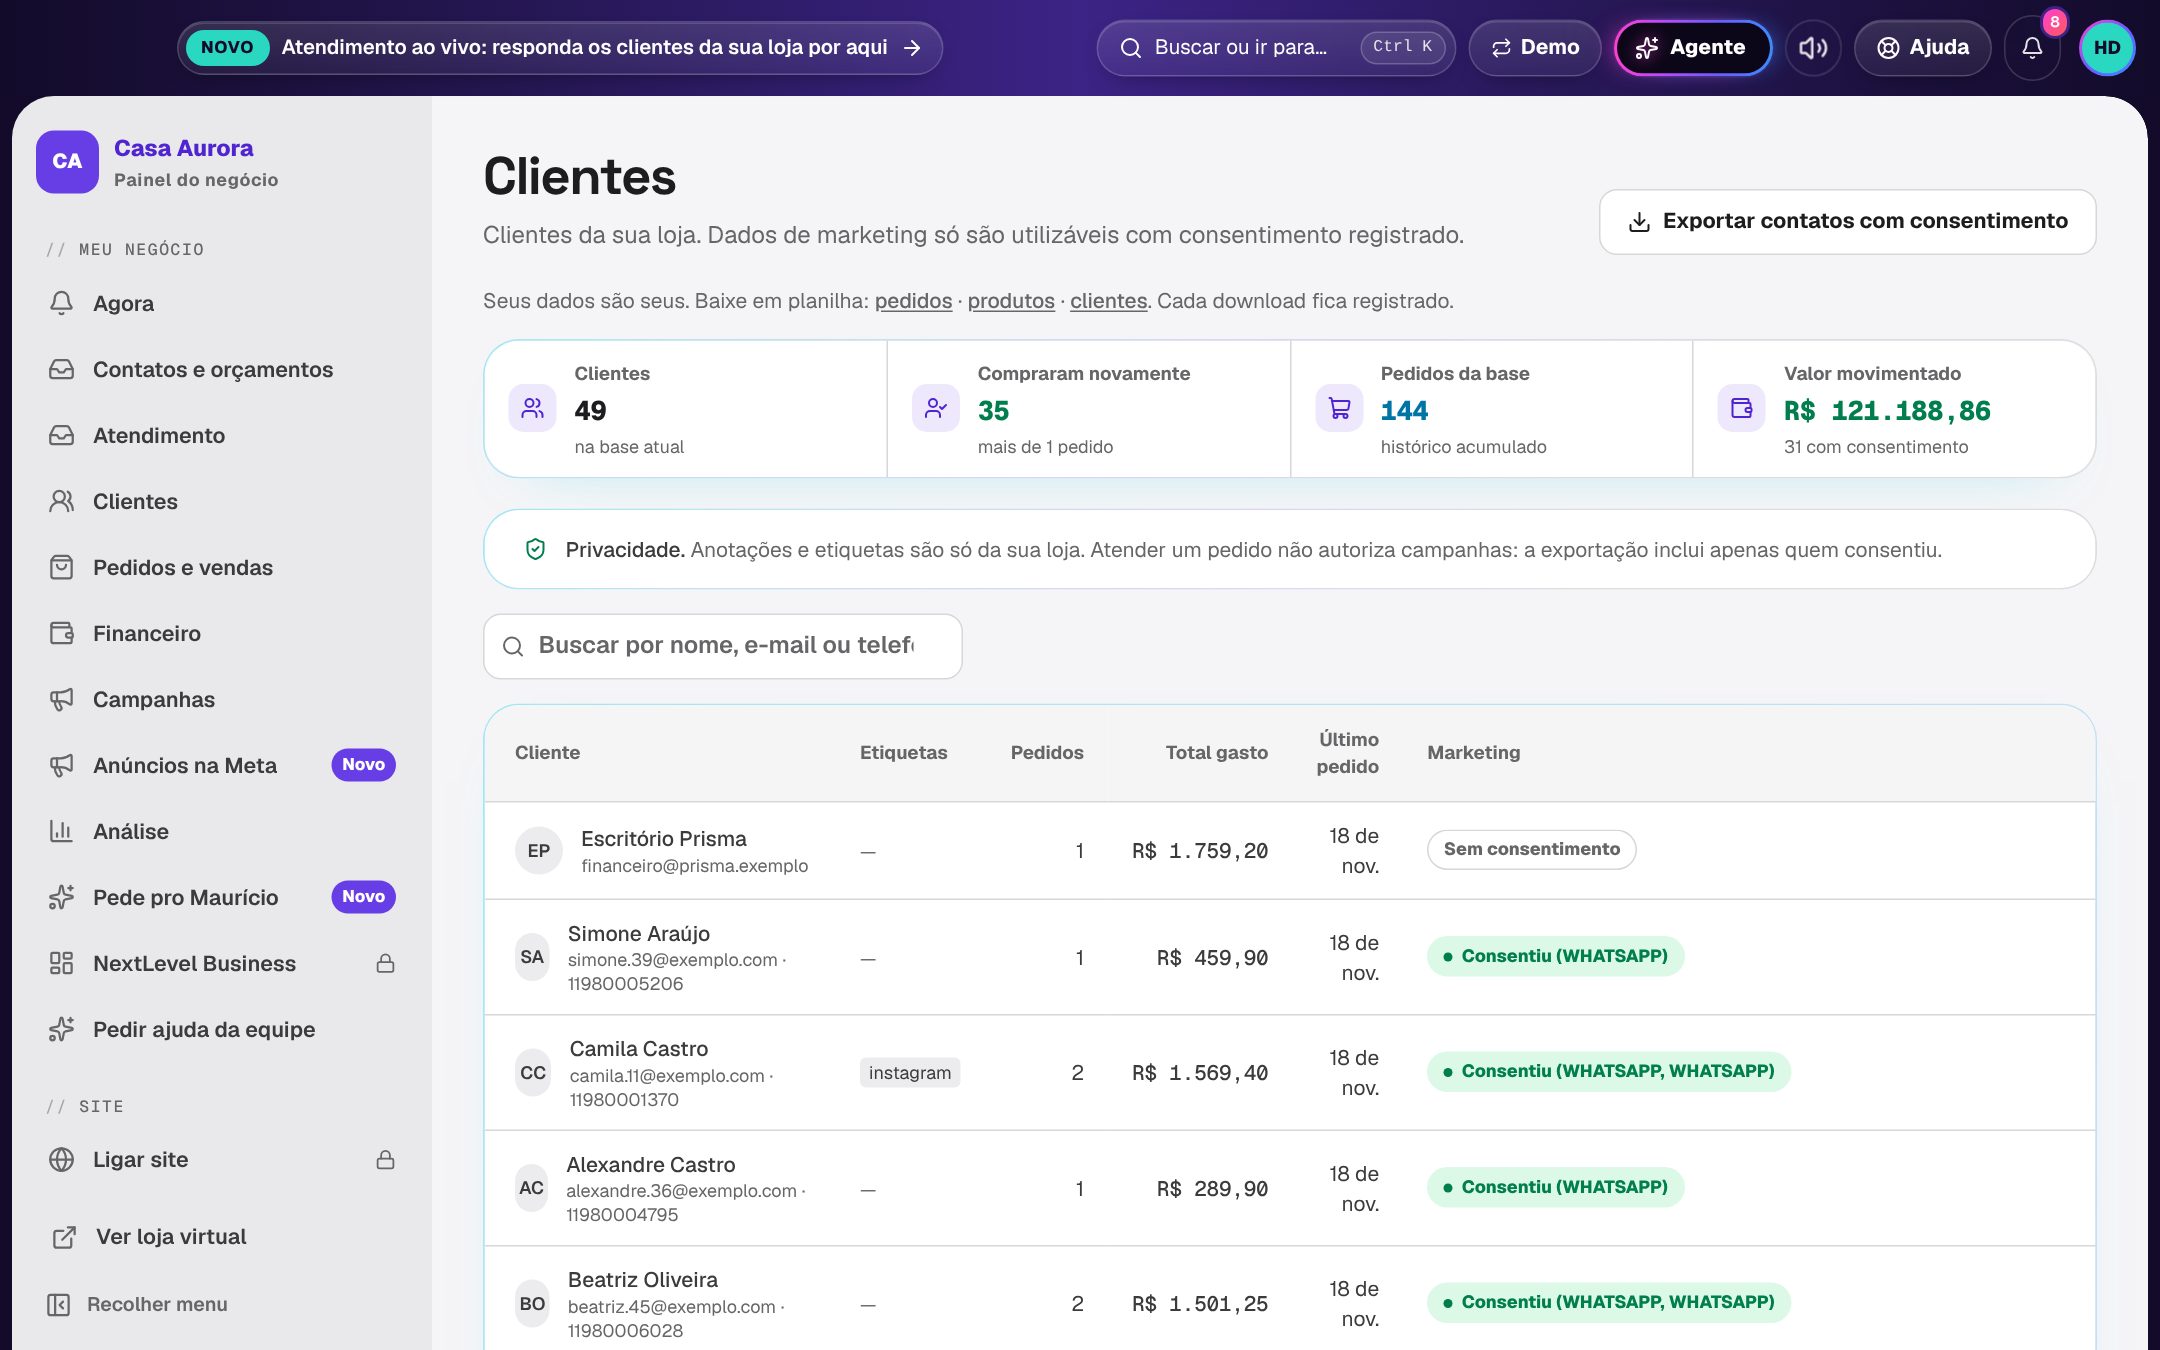 NOVO Atendimento ao vivo: responda os clientes da sua loja por aqui →
Buscar ou ir para... Ctrl K
Demo
Agente
Ajuda
8
HD
CA
Casa Aurora
Painel do negócio
// MEU NEGÓCIO
Agora
Contatos e orçamentos
Atendimento
Clientes
Pedidos e vendas
Financeiro
Campanhas
Anúncios na Meta Novo
Análise
Pede pro Maurício Novo
NextLevel Business
Pedir ajuda da equipe
// SITE
Ligar site
Ver loja virtual
Recolher menu
Clientes
Clientes da sua loja. Dados de marketing só são utilizáveis com consentimento registrado.
Exportar contatos com consentimento
Seus dados são seus. Baixe em planilha: pedidos · produtos · clientes. Cada download fica registrado.
Clientes
49
na base atual
Compraram novamente
35
mais de 1 pedido
Pedidos da base
144
histórico acumulado
Valor movimentado
R$ 121.188,86
31 com consentimento
Privacidade. Anotações e etiquetas são só da sua loja. Atender um pedido não autoriza campanhas: a exportação inclui apenas quem consentiu.
Buscar por nome, e-mail ou telef
Cliente Etiquetas Pedidos Total gasto Último pedido Marketing
EP Escritório Prisma
financeiro@prisma.exemplo
— 1 R$ 1.759,20 18 de nov. Sem consentimento
SA Simone Araújo
simone.39@exemplo.com ·
11980005206
— 1 R$ 459,90 18 de nov. Consentiu (WHATSAPP)
CC Camila Castro
camila.11@exemplo.com ·
11980001370
instagram 2 R$ 1.569,40 18 de nov. Consentiu (WHATSAPP, WHATSAPP)
AC Alexandre Castro
alexandre.36@exemplo.com ·
11980004795
— 1 R$ 289,90 18 de nov. Consentiu (WHATSAPP)
BO Beatriz Oliveira
beatriz.45@exemplo.com ·
11980006028
— 2 R$ 1.501,25 18 de nov. Consentiu (WHATSAPP, WHATSAPP)